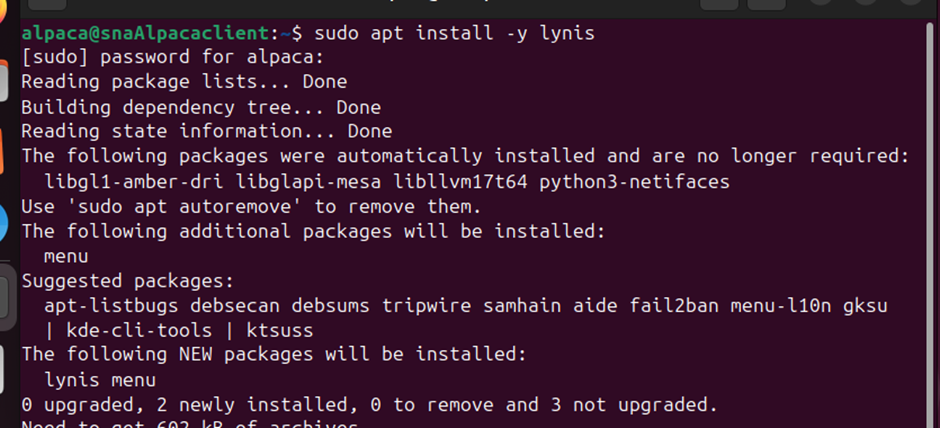 alpaca@snaAlpacaclient:~$ sudo apt install -y lynis
[sudo] password for alpaca:
Reading package lists... Done
Building dependency tree... Done
Reading state information... Done
The following packages were automatically installed and are no longer required:
  libgl1-amber-dri libglapi-mesa libllvm17t64 python3-netifaces
Use 'sudo apt autoremove' to remove them.
The following additional packages will be installed:
  menu
Suggested packages:
  apt-listbugs debsecan debsums tripwire samhain aide fail2ban menu-l10n gksu
  | kde-cli-tools | ktsuss
The following NEW packages will be installed:
  lynis menu
0 upgraded, 2 newly installed, 0 to remove and 3 not upgraded.
Need to get 602 kB of archives.